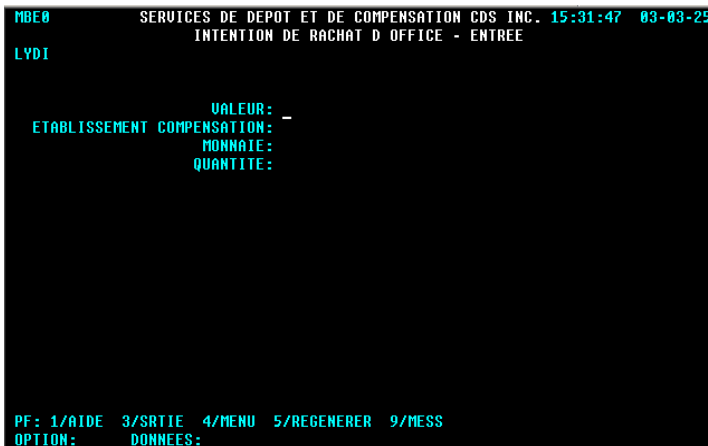 MBE0 SERVICES DE DEPOT ET DE COMPENSATION CDS INC. 15:31:47 03-03-25
INTENTION DE RACHAT D OFFICE - ENTREE
LYDI
VALEUR: _
ETABLISSEMENT COMPENSATION:
MONNAIE:
QUANTITE:
PF: 1/AIDE 3/SRTIE 4/MENU 5/REGENERER 9/MESS
OPTION: DONNEES: